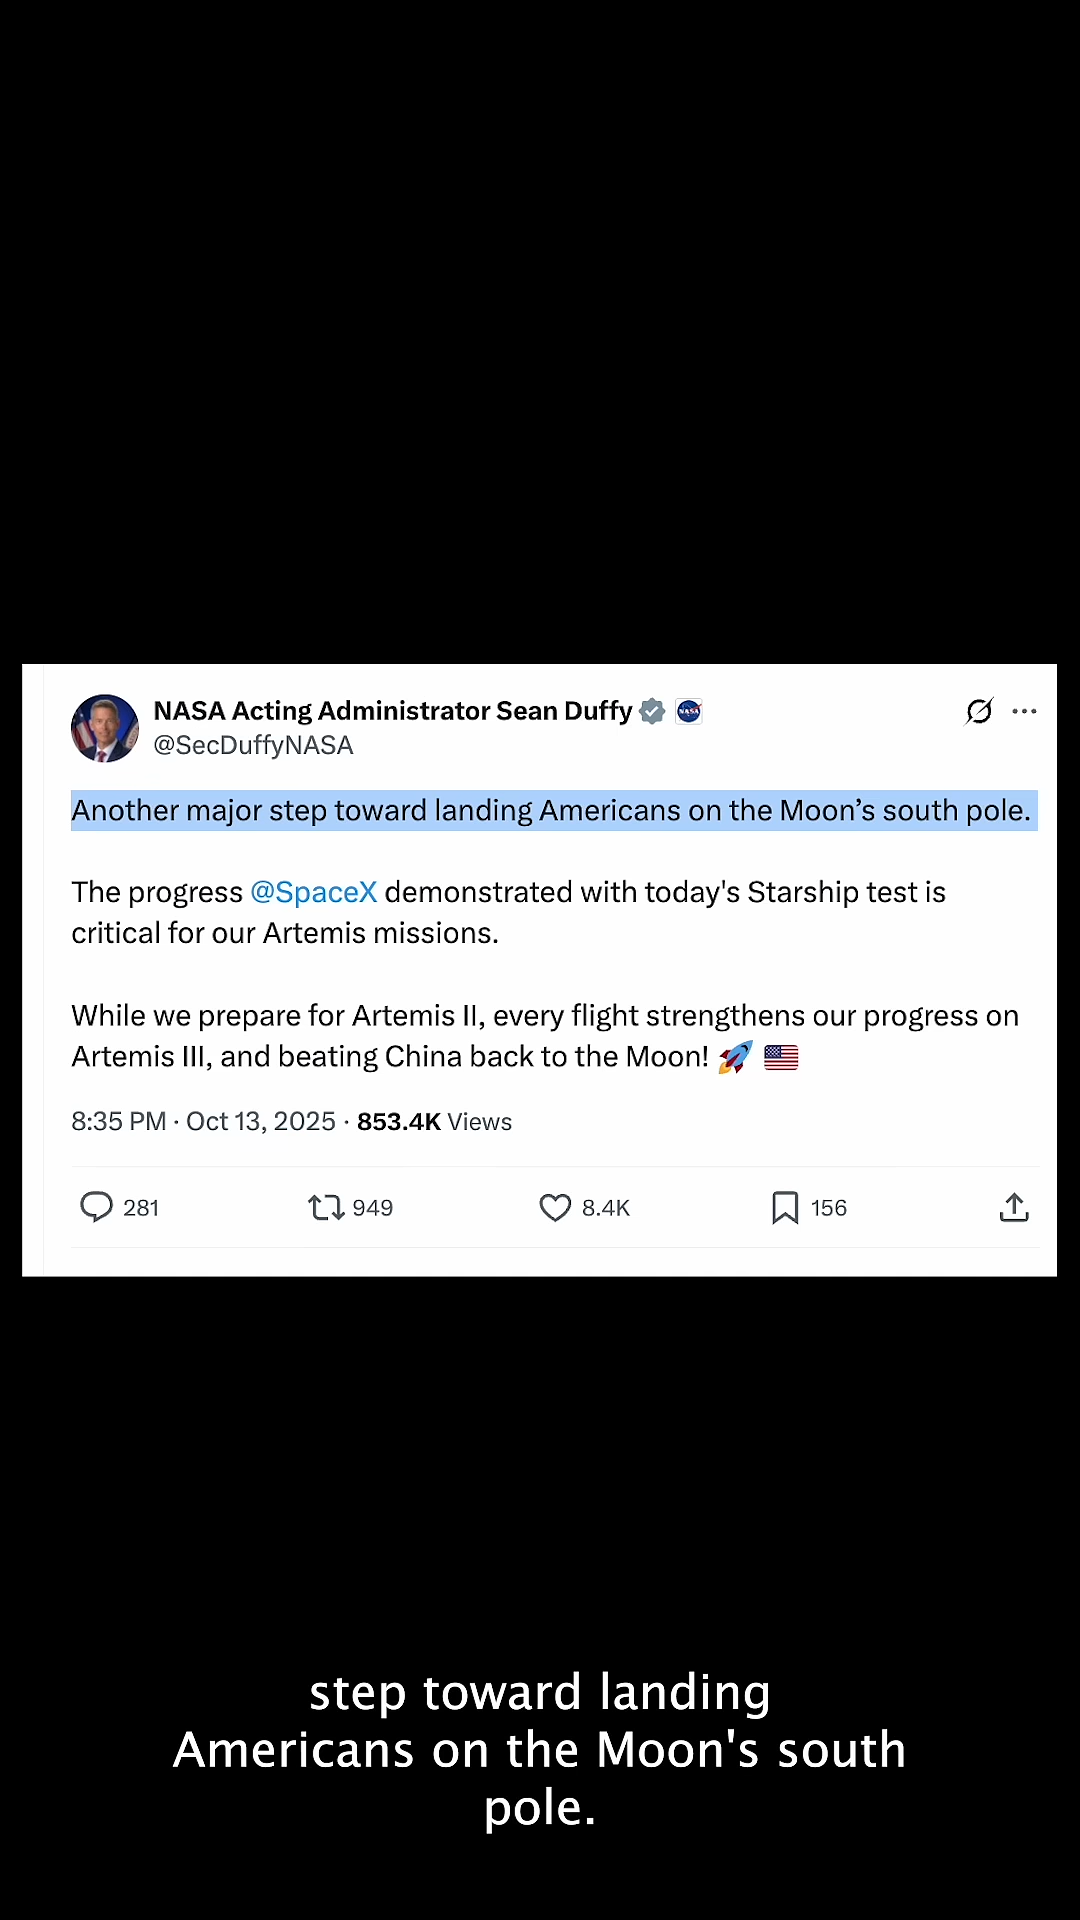 NASA Acting Administrator Sean Duffy NASA
@SecDuffyNASA
Another major step toward landing Americans on the Moon’s south pole.
The progress @SpaceX demonstrated with today's Starship test is
critical for our Artemis missions.
While we prepare for Artemis II, every flight strengthens our progress on
Artemis III, and beating China back to the Moon! 🚀 🇺🇸
8:35 PM · Oct 13, 2025 · 853.4K Views
281 949 8.4K 156
step toward landing
Americans on the Moon's south
pole.